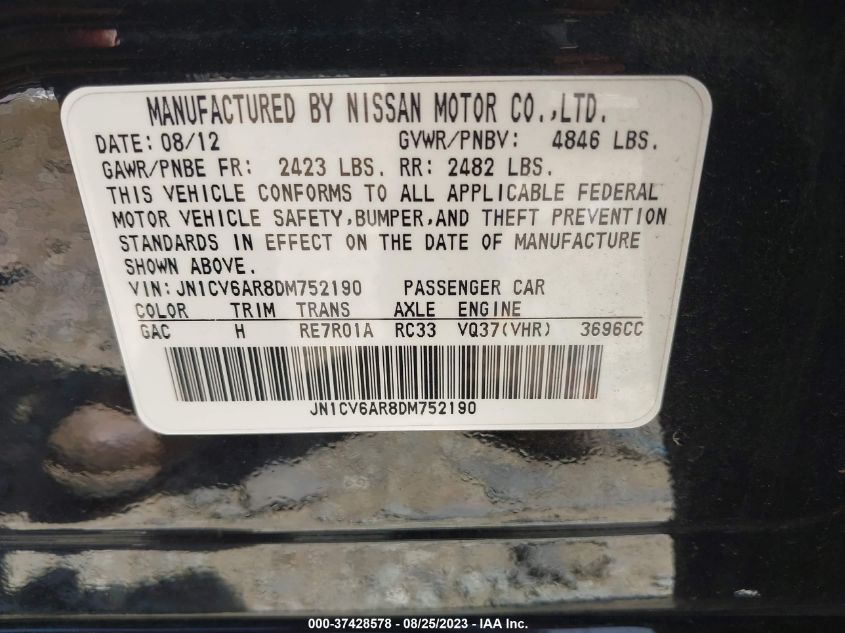 MANUFACTURED BY NISSAN MOTOR CO.,LTD.
DATE: 08/12 GVWR/PNBV: 4846 LBS.
GAWR/PNBE FR: 2423 LBS. RR: 2482 LBS.
THIS VEHICLE CONFORMS TO ALL APPLICABLE FEDERAL
MOTOR VEHICLE SAFETY,BUMPER,AND THEFT PREVENTION
STANDARDS IN EFFECT ON THE DATE OF MANUFACTURE
SHOWN ABOVE.
VIN:JN1CV6AR8DM752190 PASSENGER CAR
COLOR TRIM TRANS AXLE ENGINE
GAC H RE7R01A RC33 VQ37(VHR) 3696CC
JN1CV6AR8DM752190
000-37428578 - 08/25/2023 - IAA Inc.